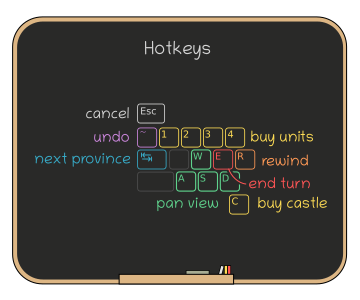 Hotkeys
cancel Esc
undo ~ 1 2 3 4 buy units
next province W E R rewind
A S D end turn
pan view C buy castle